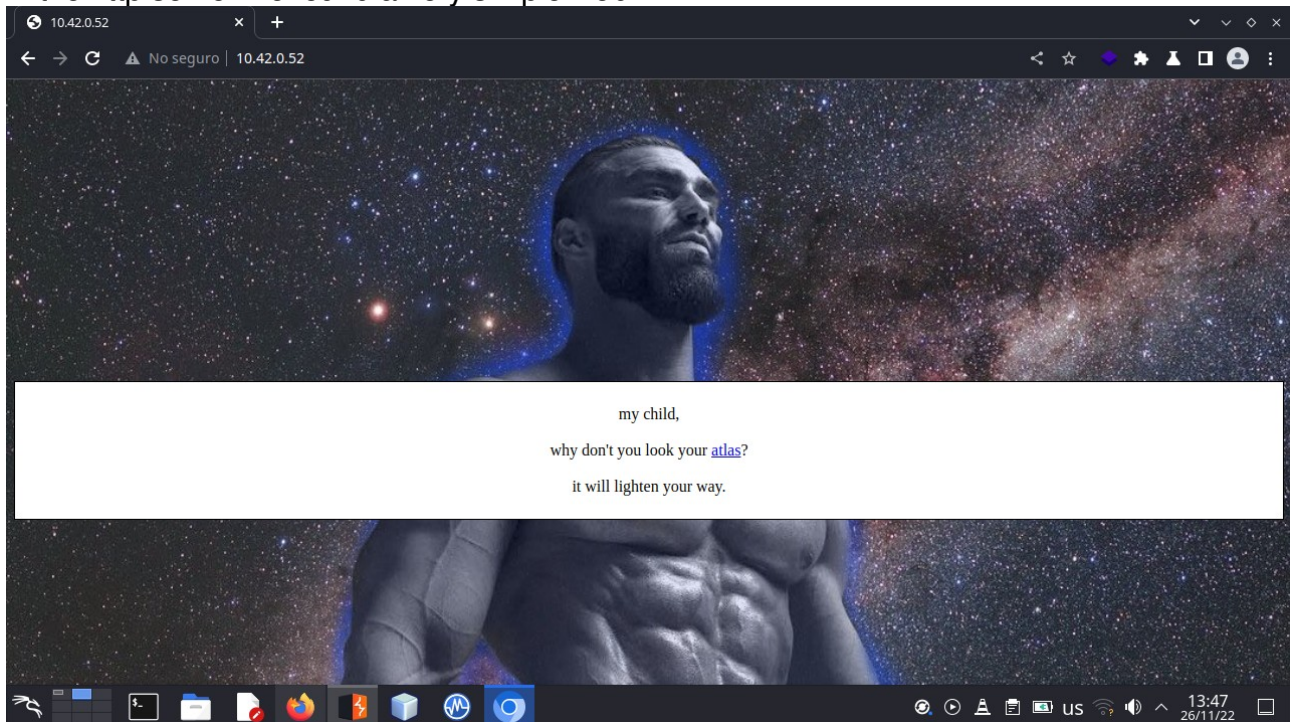 10.42.0.52
No seguro
10.42.0.52
my child,
why don't you look your atlas?
it will lighten your way.
$_
us
13:47
26/11/22